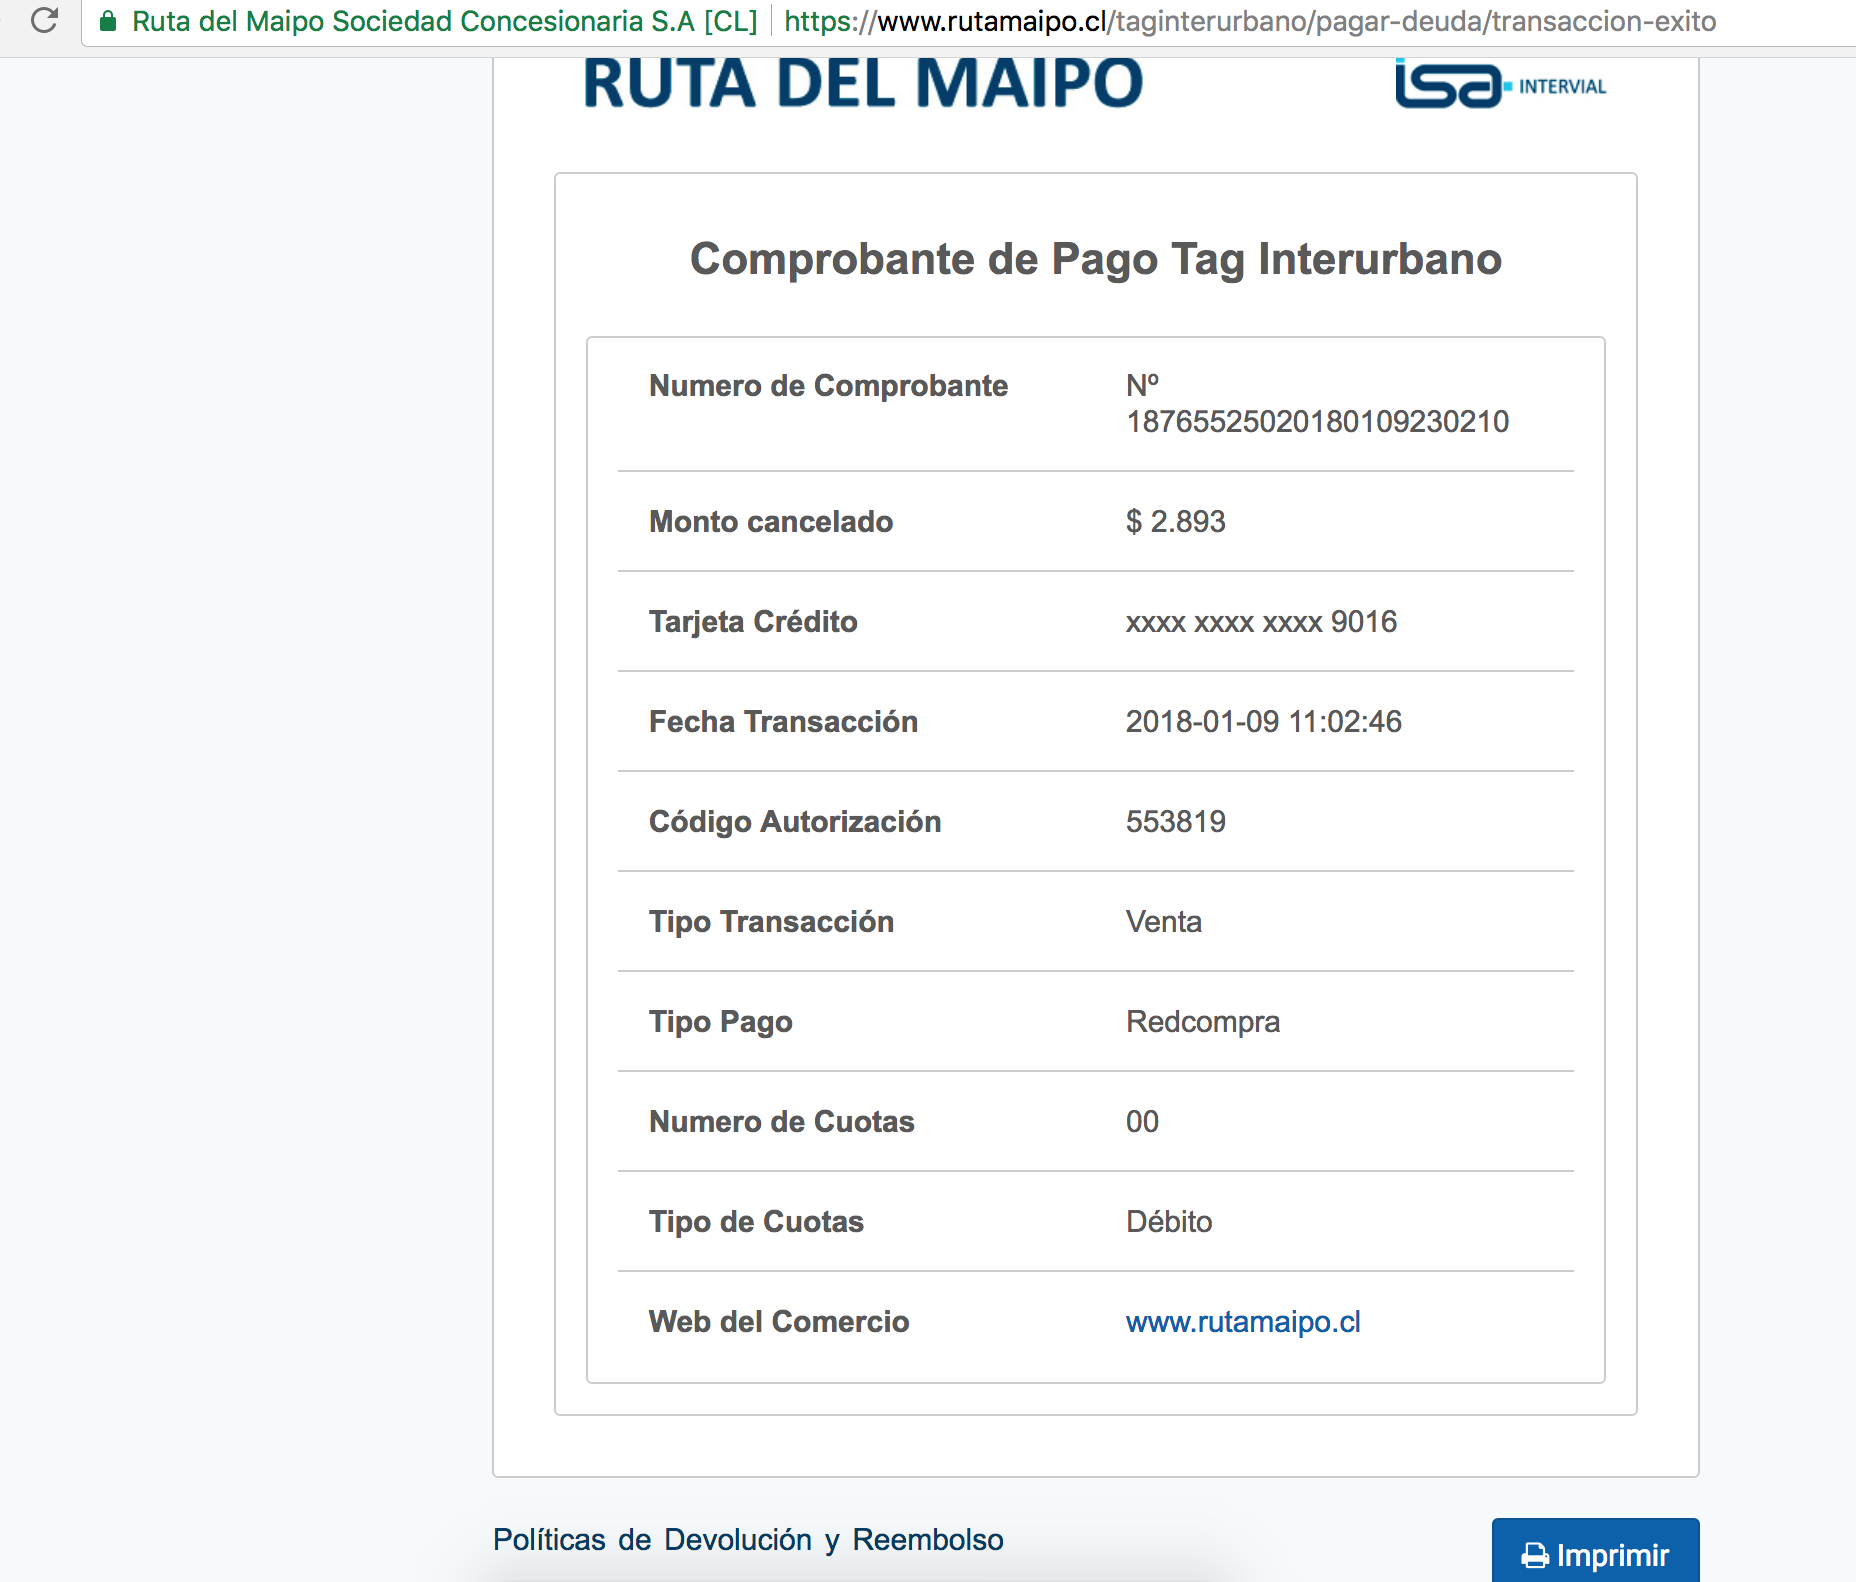 Ruta del Maipo Sociedad Concesionaria S.A [CL] https://www.rutamaipo.cl/taginterurbano/pagar-deuda/transaccion-exito
RUTA DEL MAIPO isa INTERVIAL
Comprobante de Pago Tag Interurbano
Numero de Comprobante Nº
18765525020180109230210
Monto cancelado $ 2.893
Tarjeta Crédito xxxx xxxx xxxx 9016
Fecha Transacción 2018-01-09 11:02:46
Código Autorización 553819
Tipo Transacción Venta
Tipo Pago Redcompra
Numero de Cuotas 00
Tipo de Cuotas Débito
Web del Comercio www.rutamaipo.cl
Políticas de Devolución y Reembolso
Imprimir